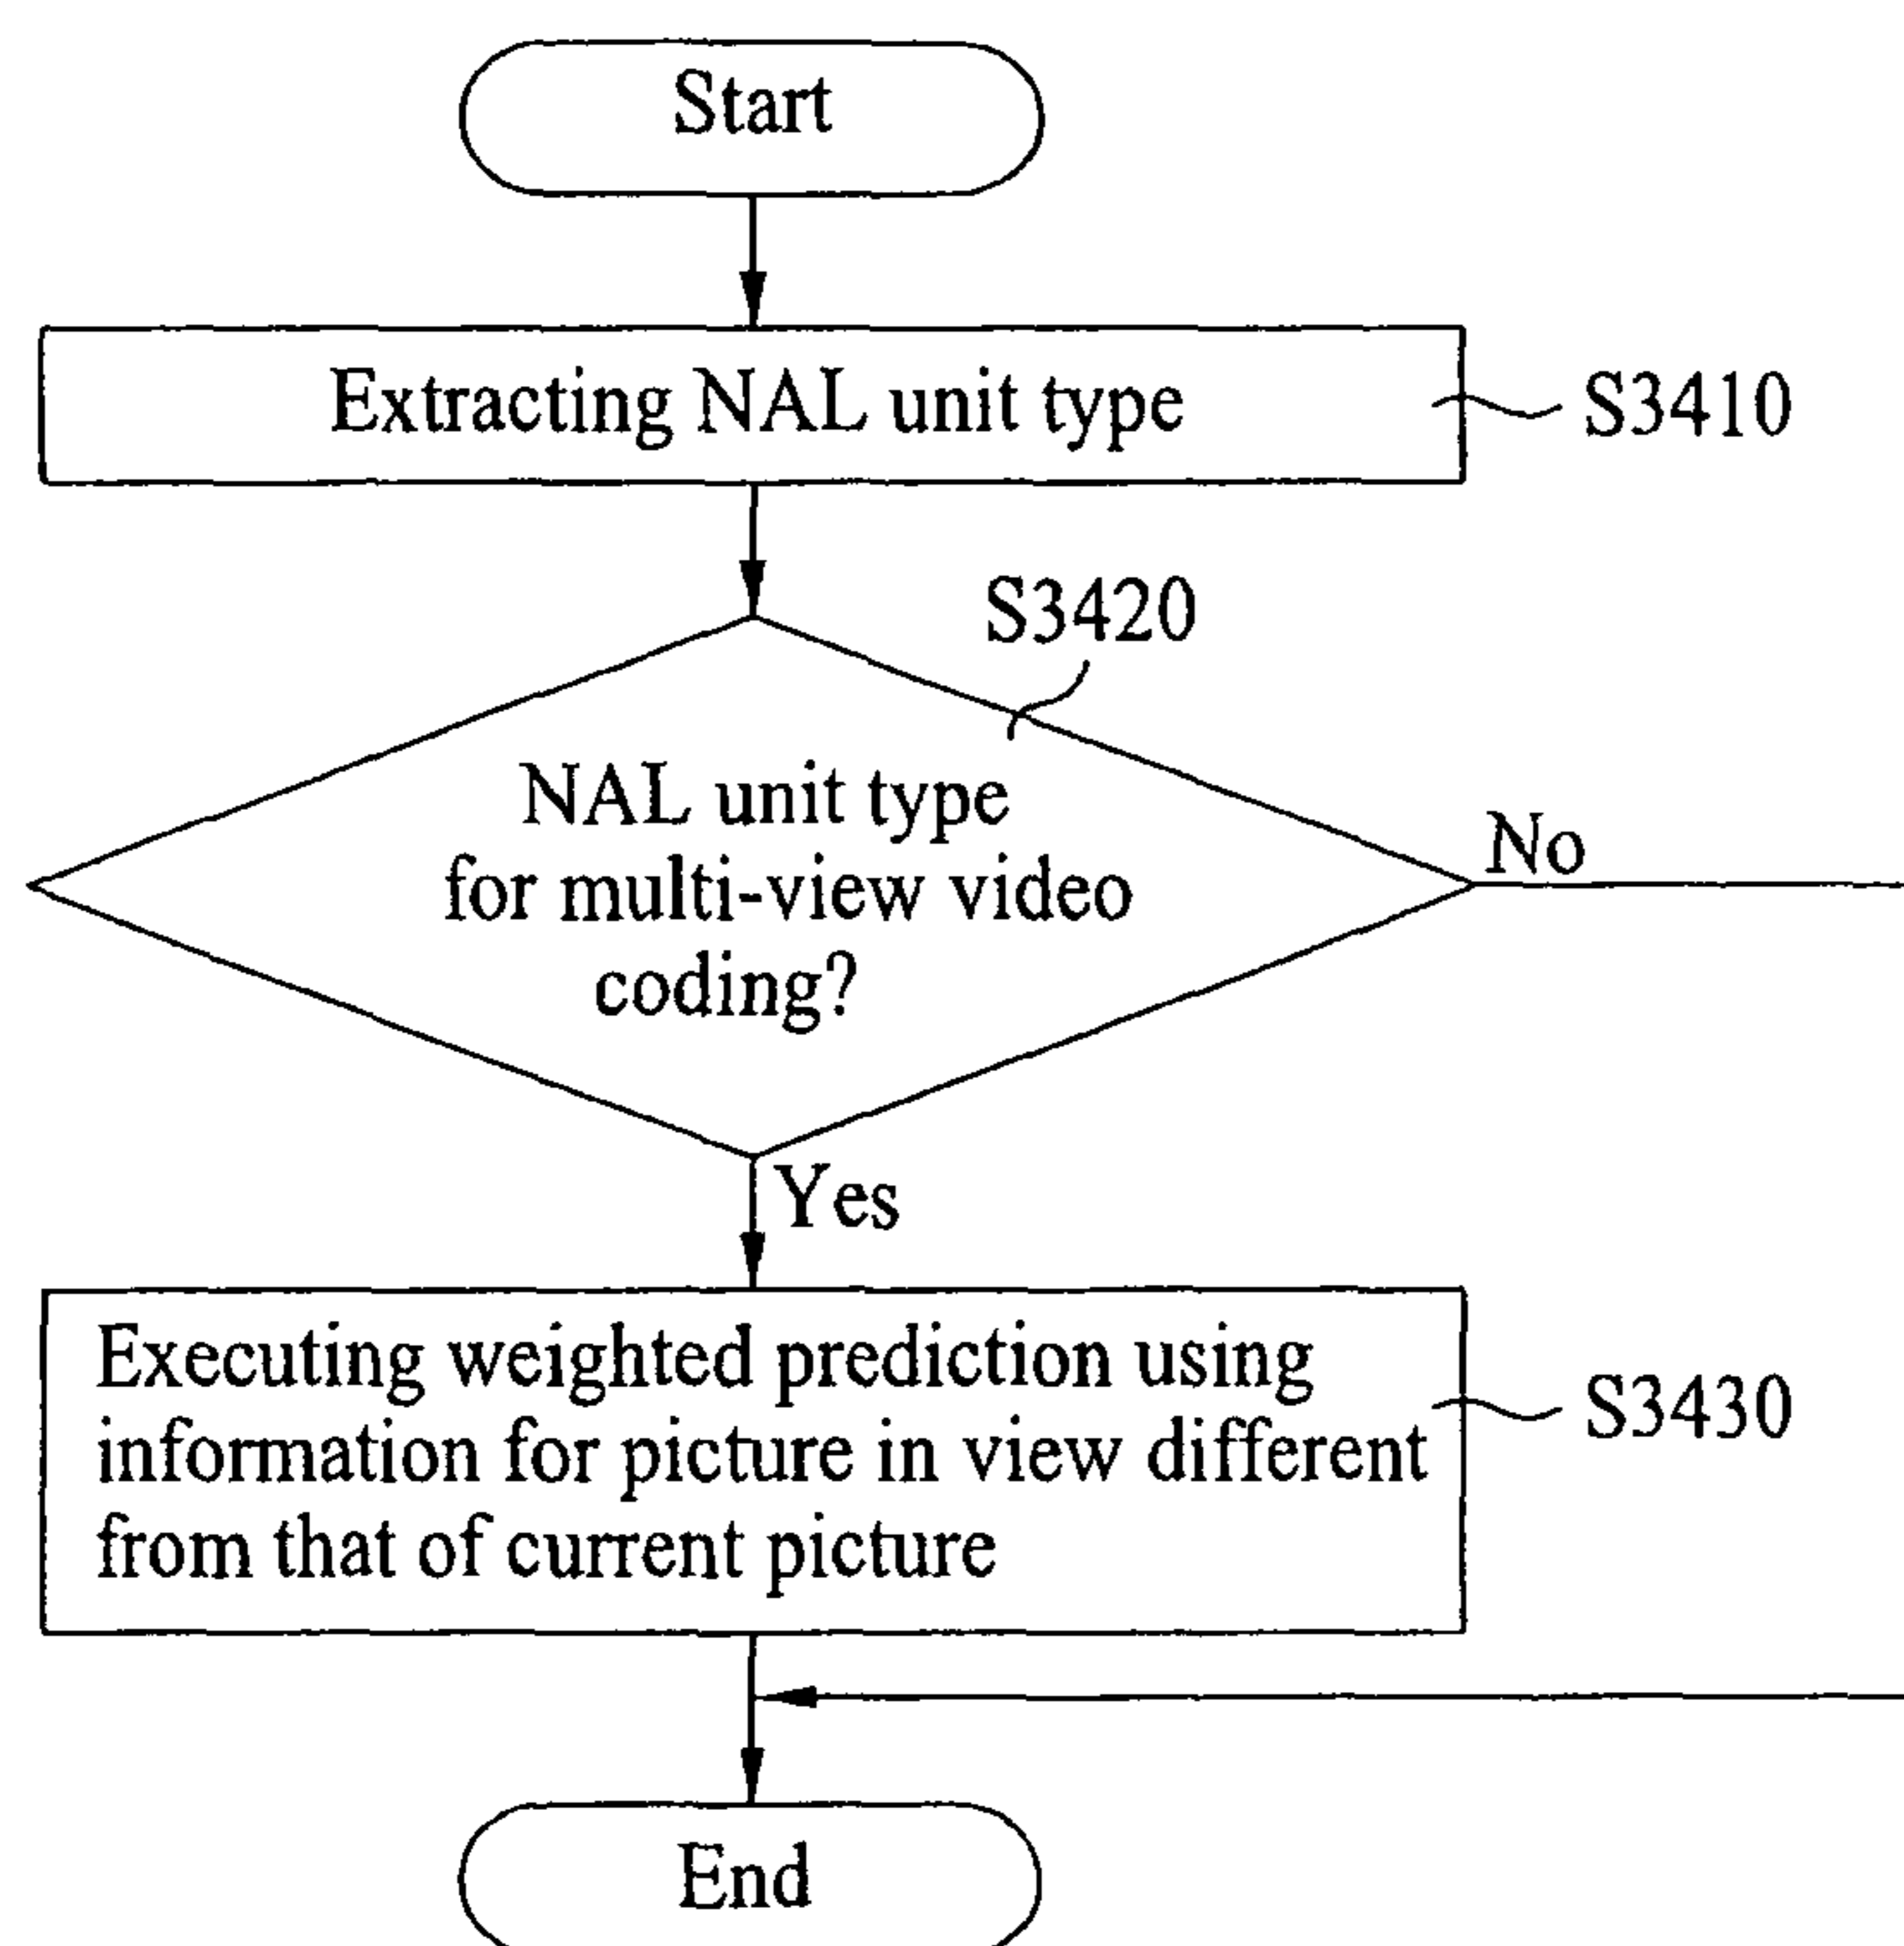 Start
Extracting NAL unit type
S3410
S3420
NAL unit type
for multi-view video
coding?
No
Yes
Executing weighted prediction using
information for picture in view different
from that of current picture
S3430
End